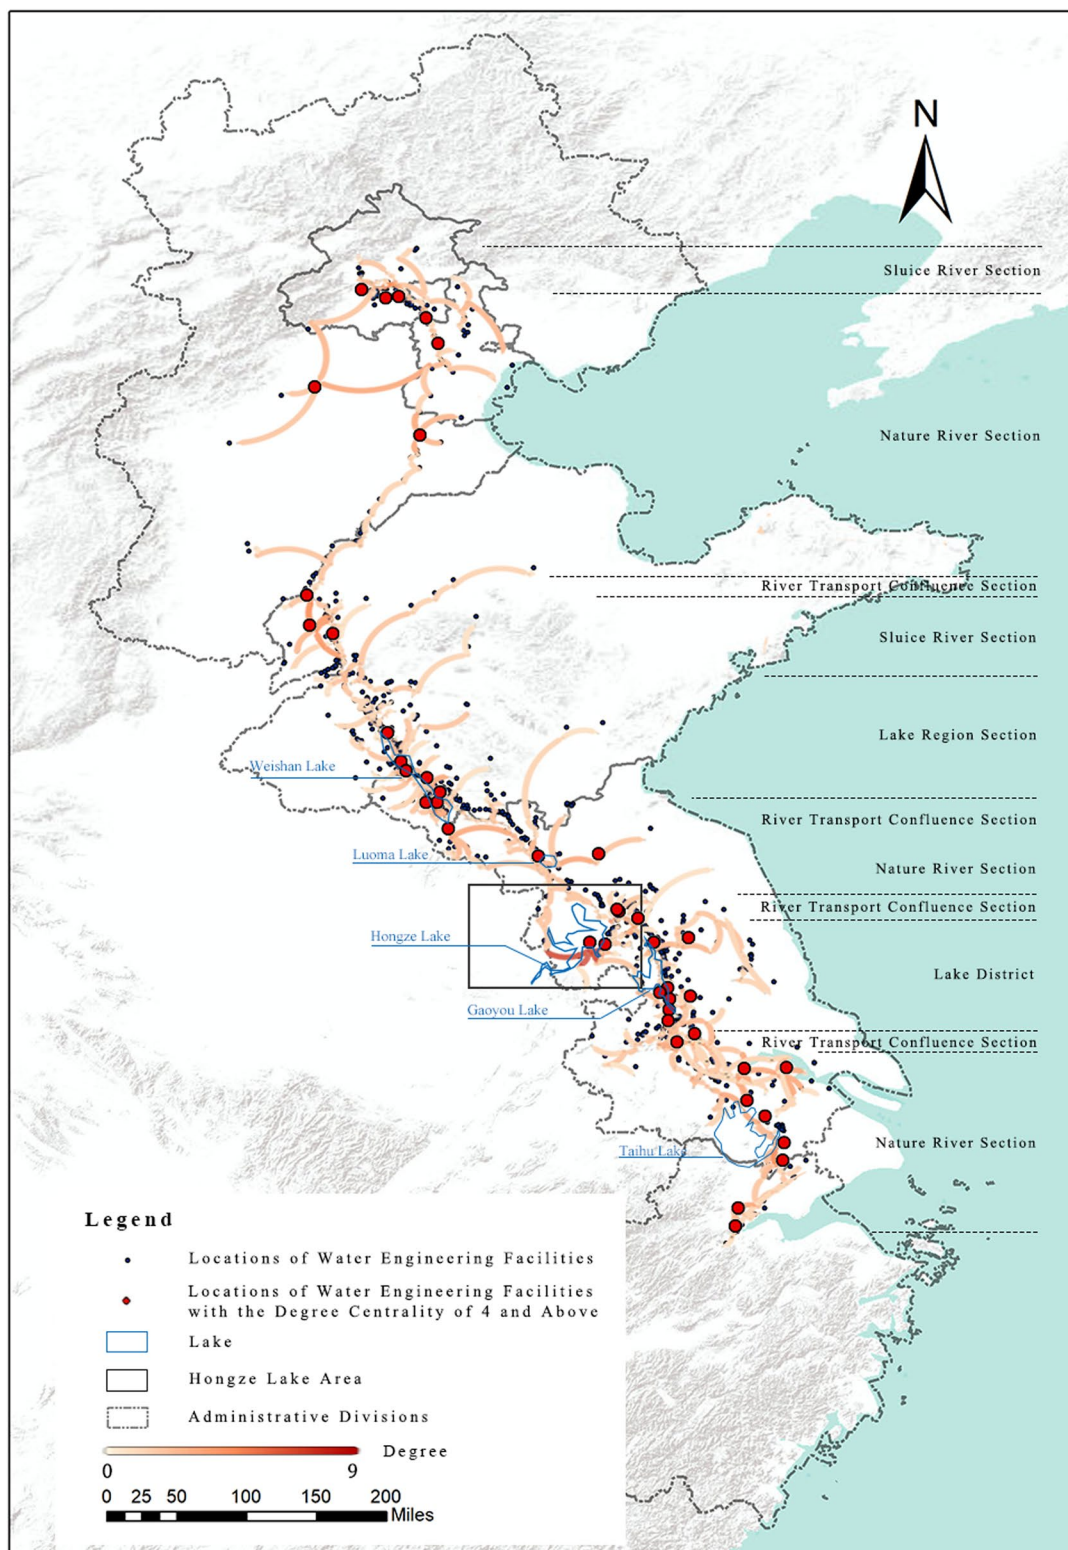 N
Sluice River Section
Nature River Section
River Transport Confluence Section
Sluice River Section
Lake Region Section
Weishan Lake
River Transport Confluence Section
Luoma Lake
Nature River Section
River Transport Confluence Section
Hongze Lake
Lake District
Gaoyou Lake
River Transport Confluence Section
Nature River Section
Taihu Lake
Legend
Locations of Water Engineering Facilities
Locations of Water Engineering Facilities
with the Degree Centrality of 4 and Above
Lake
Hongze Lake Area
Administrative Divisions
Degree
0 9
0 25 50 100 150 200
Miles